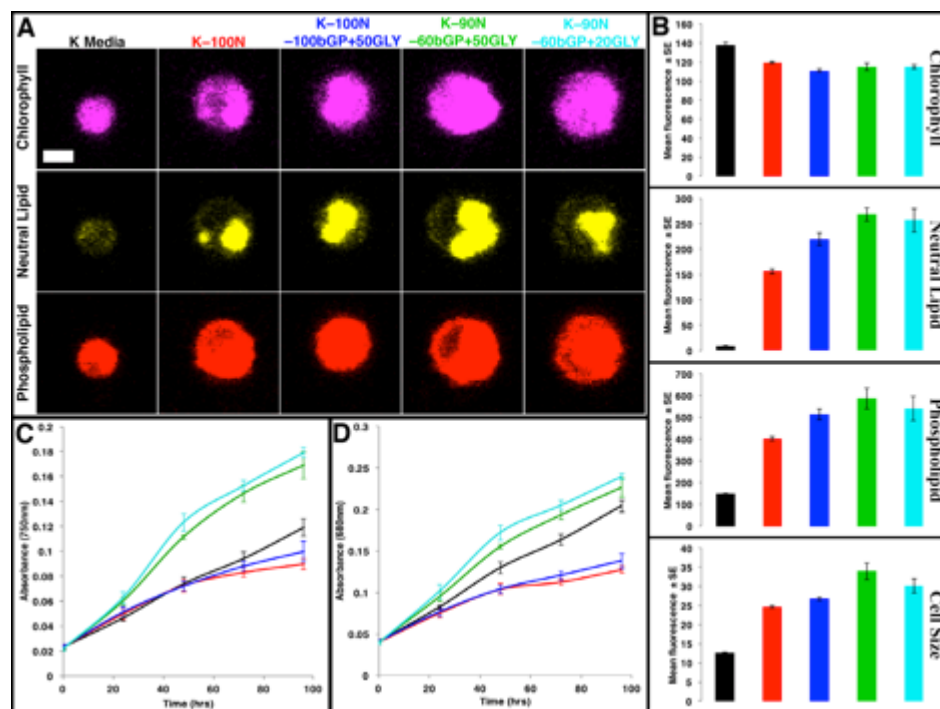 A
K Media
K–100N
K–100N
–100bGP+50GLY
K–90N
–60bGP+50GLY
K–90N
–60bGP+20GLY
Chlorophyll
Neutral Lipid
Phospholipid
B
Mean fluorescence ± SE
160
140
120
100
80
60
40
20
0
Chlorophyll
Mean fluorescence ± SE
300
250
200
150
100
50
0
Neutral Lipid
Mean fluorescence ± SE
700
600
500
400
300
200
100
0
Phospholipid
Mean fluorescence ± SE
40
35
30
25
20
15
10
5
0
Cell Size
C
Absorbance (750nm)
0.2
0.18
0.16
0.14
0.12
0.1
0.08
0.06
0.04
0.02
0
0 20 40 60 80 100
Time (hrs)
D
Absorbance (680nm)
0.3
0.25
0.2
0.15
0.1
0.05
0
0 20 40 60 80 100
Time (hrs)